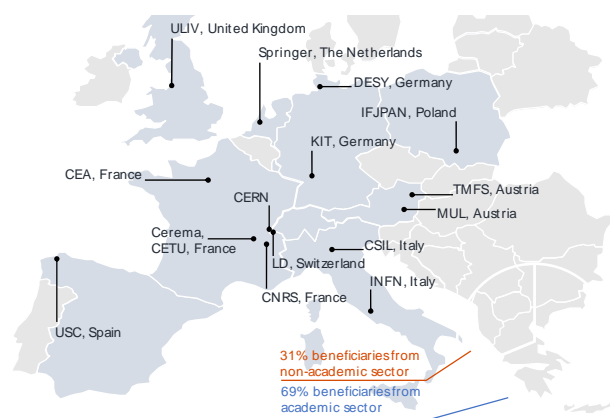 ULIV, United Kingdom
Springer, The Netherlands
DESY, Germany
IFJPAN, Poland
KIT, Germany
CEA, France
TMFS, Austria
CERN
MUL, Austria
Cerema,
CETU, France
CSIL, Italy
LD, Switzerland
CNRS, France
INFN, Italy
USC, Spain
31% beneficiaries from
non-academic sector
69% beneficiaries from
academic sector